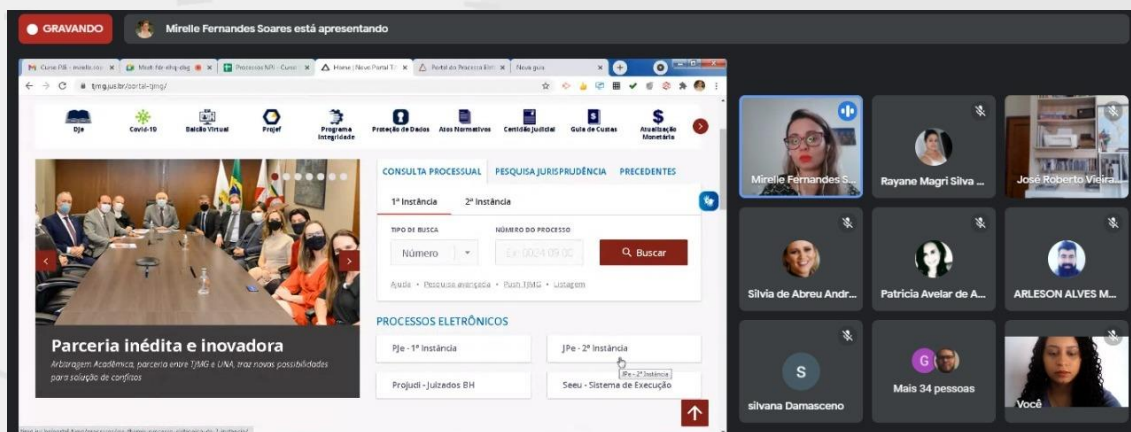 GRAVANDO
Mirelle Fernandes Soares está apresentando
Nova guia
tjmg.jus.br/portal-tjmg/
DJe
Covid-19
Balcão Virtual
Projef
Programa Integridade
Proteção de Dados
Atos Normativos
Certidão Judicial
Guia de Custas
Atualização Monetária
CONSULTA PROCESSUAL
PESQUISA JURISPRUDÊNCIA
PRECEDENTES
1ª Instância
2ª Instância
TIPO DE BUSCA
NÚMERO DO PROCESSO
Número
Buscar
Ajuda • Pesquisa avançada • Push TJMG • Listagem
PROCESSOS ELETRÔNICOS
PJe - 1ª Instância
JPe - 2ª Instância
JPe - 2ª Instância
Projudi - Juizados BH
Seeu - Sistema de Execução
Parceria inédita e inovadora
Arbitragem Acadêmica, parceria entre TJMG e UNA, traz novas possibilidades
para solução de conflitos
Mirelle Fernandes S...
Rayane Magri Silva ...
José Roberto Vieira...
Silvia de Abreu Andr...
Patricia Avelar de A...
ARLESON ALVES M...
S
silvana Damasceno
G
Mais 34 pessoas
Você